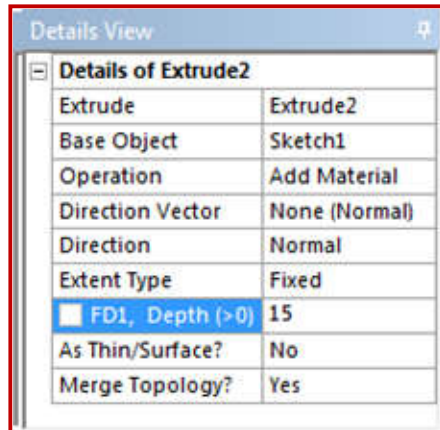 Details View
Details of Extrude2
Extrude Extrude2
Base Object Sketch1
Operation Add Material
Direction Vector None (Normal)
Direction Normal
Extent Type Fixed
FD1, Depth (>0) 15
As Thin/Surface? No
Merge Topology? Yes